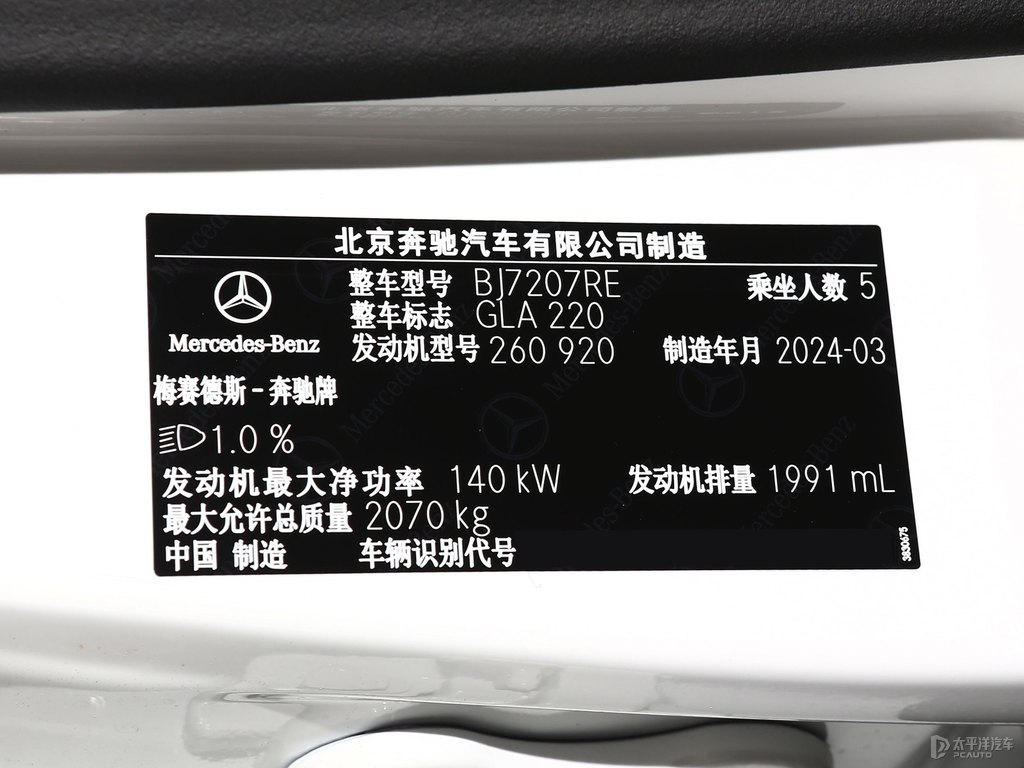 北京奔驰汽车有限公司制造
Mercedes-Benz
整车型号 BJ7207RE 乘坐人数 5
整车标志 GLA 220
发动机型号 260 920 制造年月 2024-03
梅赛德斯-奔驰牌
1.0 %
发动机最大净功率 140 kW 发动机排量 1991 mL
最大允许总质量 2070 kg
中国 制造 车辆识别代号
3830675
太平洋汽车
PCAUTO